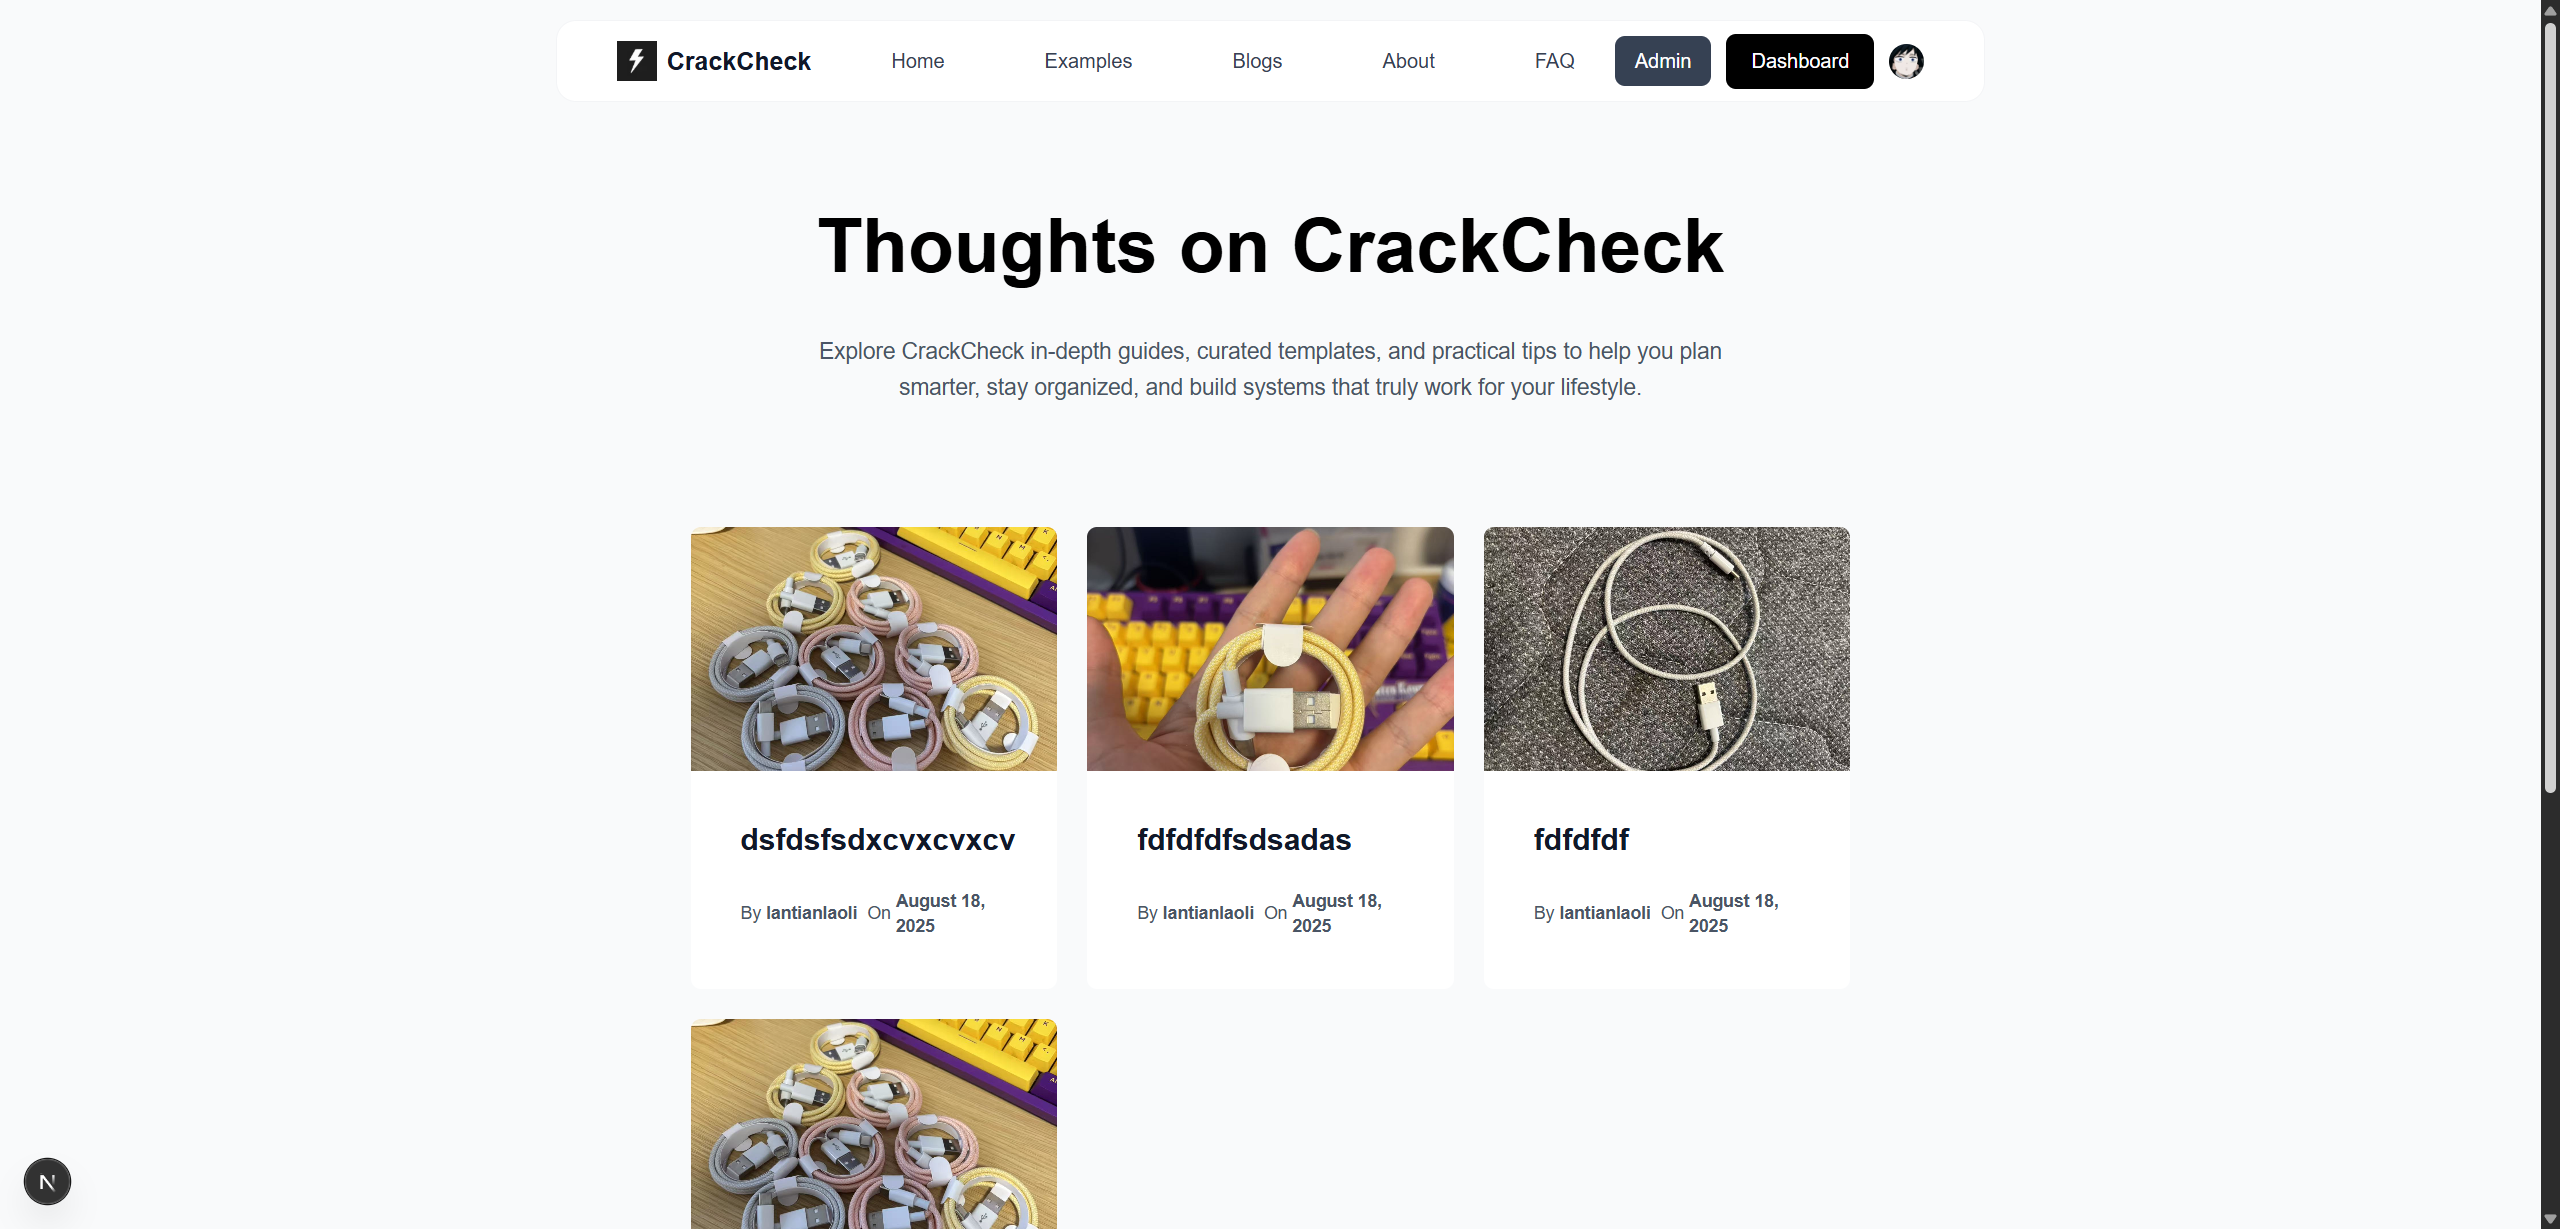 CrackCheck
Home
Examples
Blogs
About
FAQ
Admin
Dashboard
Thoughts on CrackCheck
Explore CrackCheck in-depth guides, curated templates, and practical tips to help you plan
smarter, stay organized, and build systems that truly work for your lifestyle.
dsfdsfsdxcvxcvxcv
By lantianlaoli On August 18,
2025
fdfdfdfsdsadas
By lantianlaoli On August 18,
2025
fdfdfdf
By lantianlaoli On August 18,
2025
N